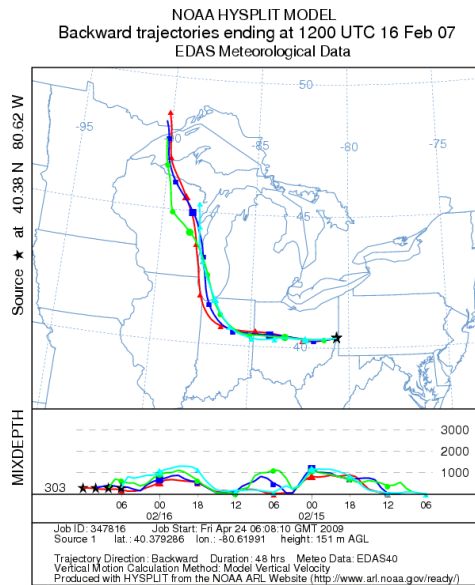 NOAA HYSPLIT MODEL
Backward trajectories ending at 1200 UTC 16 Feb 07
EDAS Meteorological Data
Source ★ at 40.38 N 80.62 W
-95
-90
50
-85
-80
-75
45
40
MIXDEPTH
3000
2000
1000
303
06 00 18 12 06 00 18 12 06
02/16 02/15
Job ID: 347816 Job Start: Fri Apr 24 06:08:10 GMT 2009
Source 1 lat.: 40.379286 lon.: -80.61991 height: 151 m AGL
Trajectory Direction: Backward Duration: 48 hrs Meteo Data: EDAS40
Vertical Motion Calculation Method: Model Vertical Velocity
Produced with HYSPLIT from the NOAA ARL Website (http://www.arl.noaa.gov/ready/)